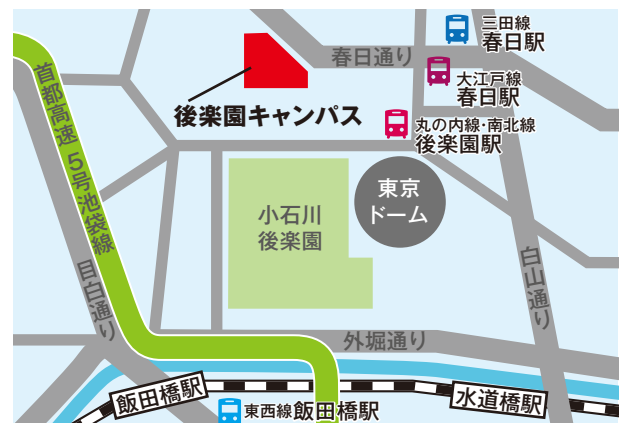 三田線
春日駅
春日通り
大江戸線
春日駅
首都高速 5号池袋線
後楽園キャンパス
丸の内線・南北線
後楽園駅
東京
ドーム
小石川
後楽園
目白通り
白山通り
外堀通り
飯田橋駅
東西線飯田橋駅
水道橋駅